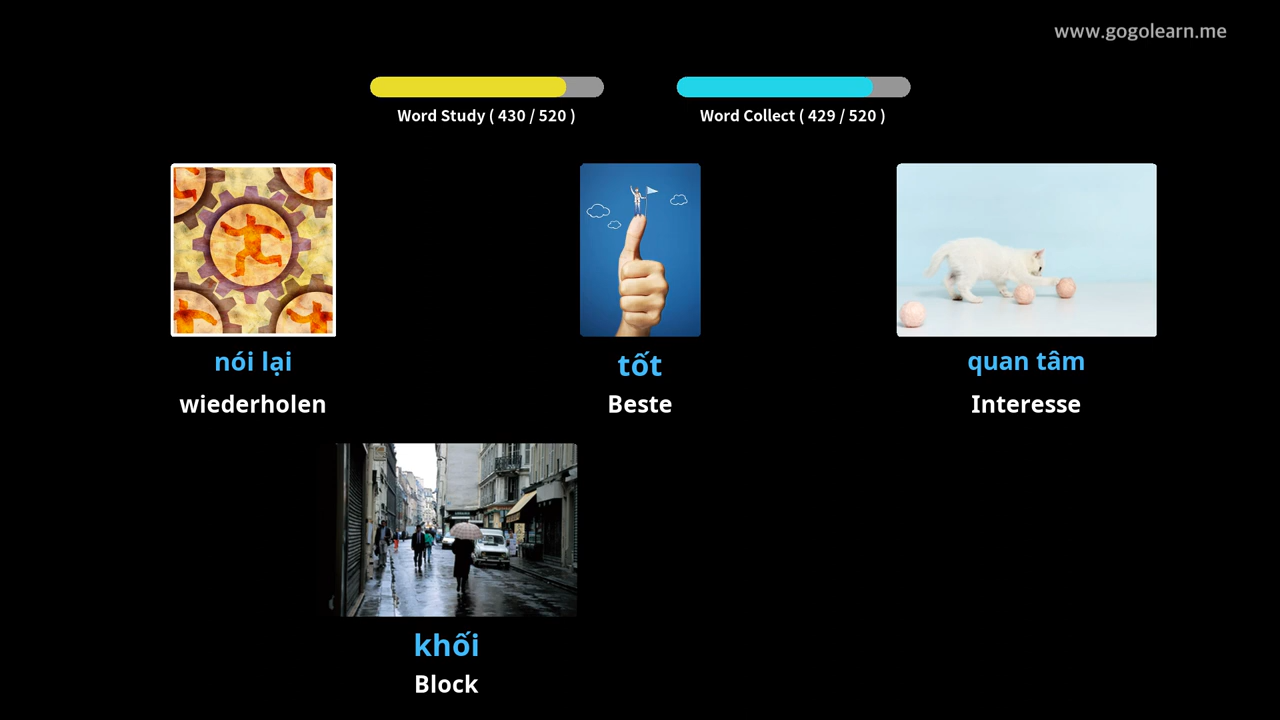 www.gogolearn.me
Word Study ( 430 / 520 )
Word Collect ( 429 / 520 )
nói lại
tốt
quan tâm
wiederholen
Beste
Interesse
khối
Block